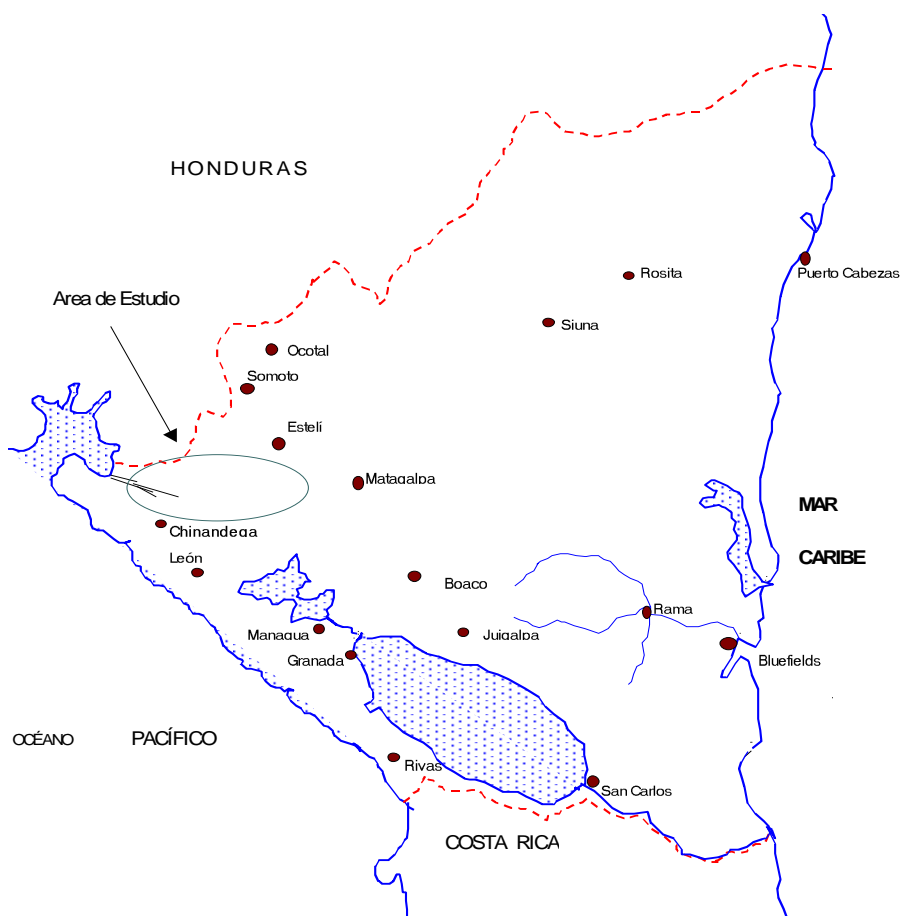 HONDURAS
Rosita
Puerto Cabezas
Area de Estudio
Siuna
Ocotal
Somoto
Estelí
Matagalpa
MAR
Chinandega
CARIBE
León
Boaco
Rama
Managua
Juigalpa
Granada
Bluefields
OCÉANO PACÍFICO
Rivas
San Carlos
COSTA RICA